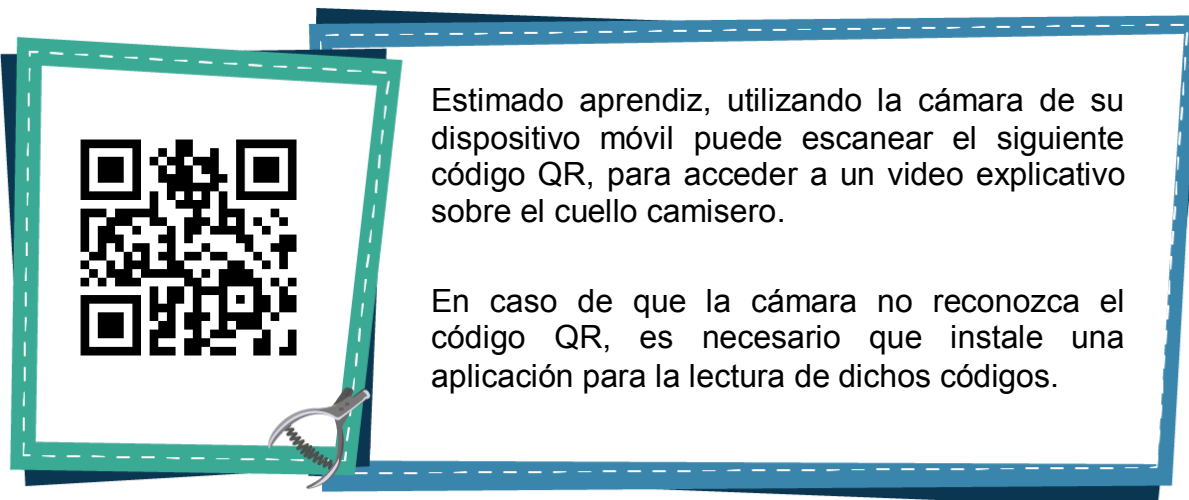 Estimado aprendiz, utilizando la cámara de su
dispositivo móvil puede escanear el siguiente
código QR, para acceder a un video explicativo
sobre el cuello camisero.
En caso de que la cámara no reconozca el
código QR, es necesario que instale una
aplicación para la lectura de dichos códigos.